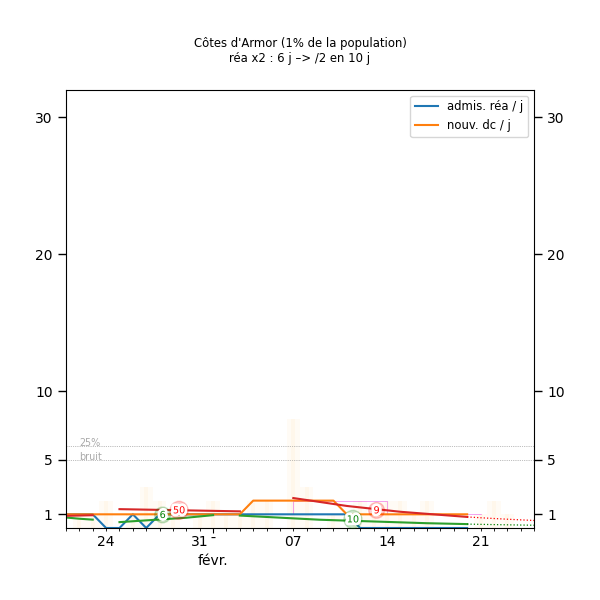 Côtes d'Armor (1% de la population)
réa x2 : 6 j –> /2 en 10 j
admis. réa / j
nouv. dc / j
30 30
20 20
10 10
25%
5 5
bruit
6 50 10 9
1 1
24 31 07 14 21
févr.